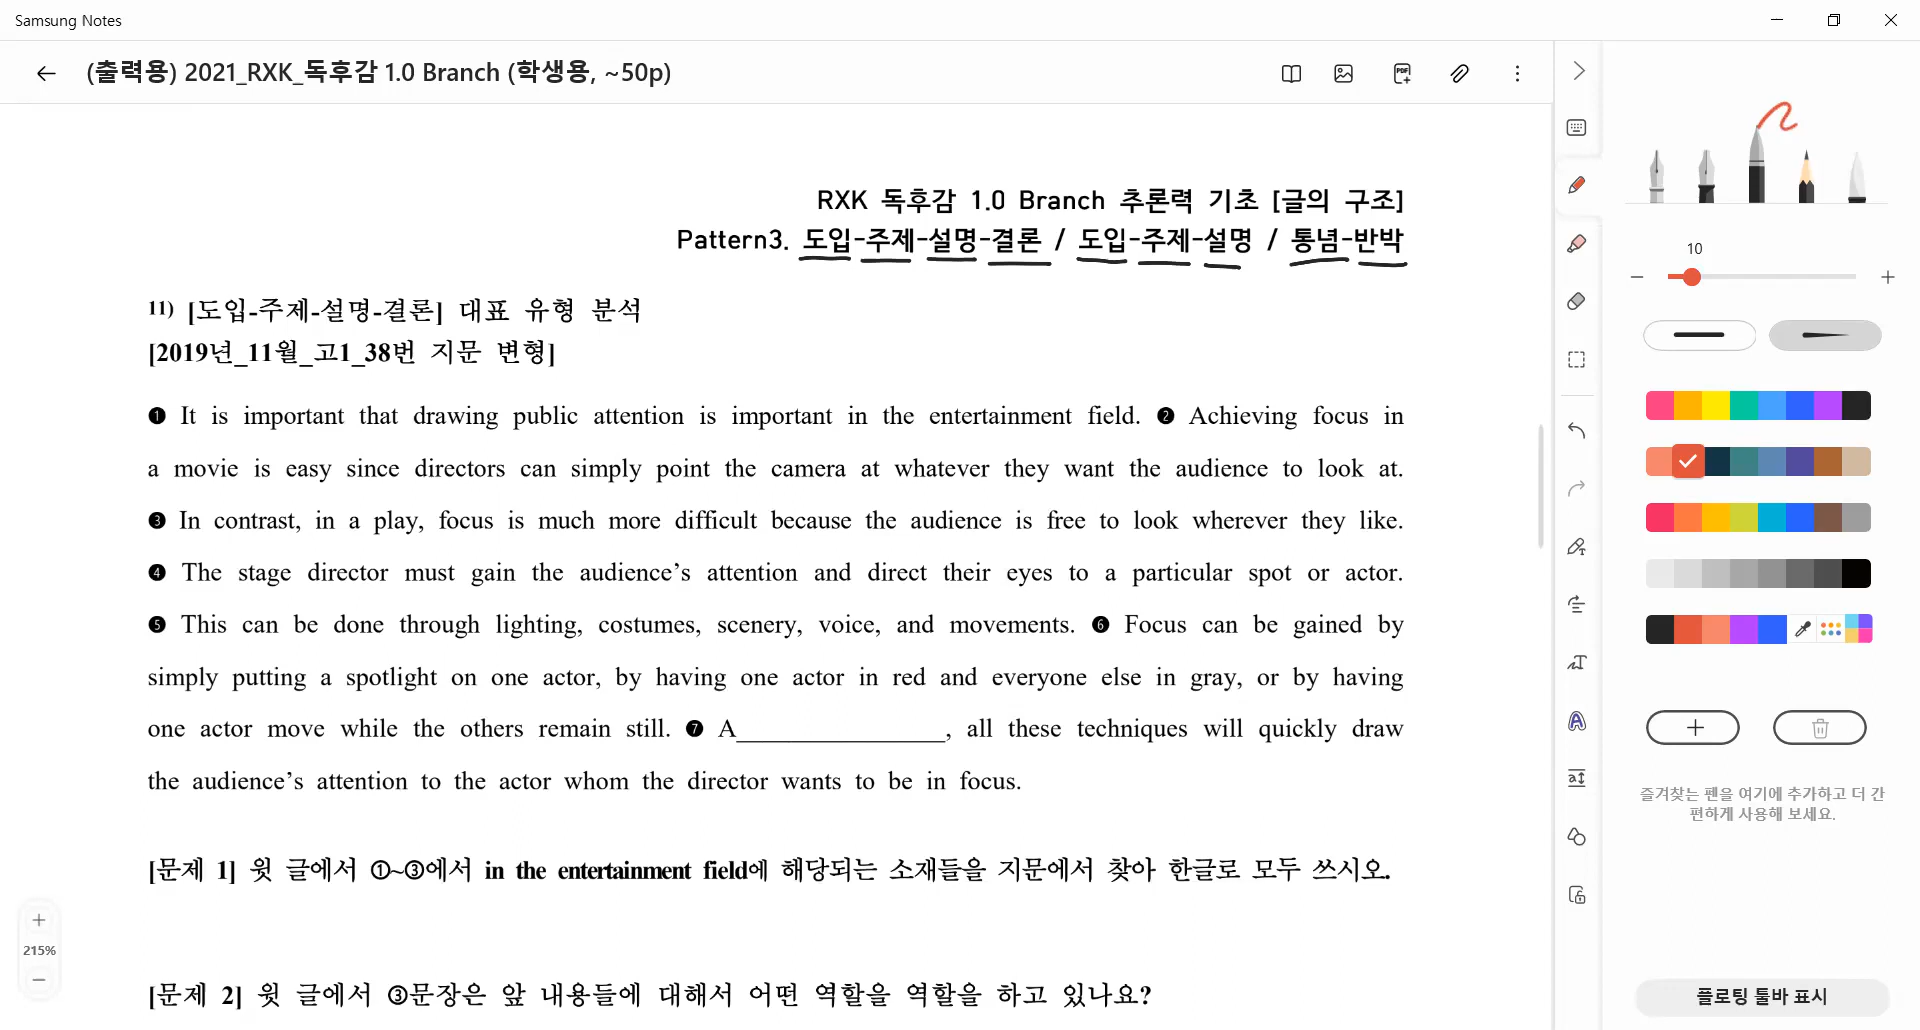 Samsung Notes
(출력용) 2021_RXK_독후감 1.0 Branch (학생용, ~50p)
RXK 독후감 1.0 Branch 추론력 기초 [글의 구조]
Pattern3. 도입-주제-설명-결론 / 도입-주제-설명 / 통념-반박
11) [도입-주제-설명-결론] 대표 유형 분석
[2019년_11월_고1_38번 지문 변형]
❶ It is important that drawing public attention is important in the entertainment field. ❷ Achieving focus in
a movie is easy since directors can simply point the camera at whatever they want the audience to look at.
❸ In contrast, in a play, focus is much more difficult because the audience is free to look wherever they like.
❹ The stage director must gain the audience’s attention and direct their eyes to a particular spot or actor.
❺ This can be done through lighting, costumes, scenery, voice, and movements. ❻ Focus can be gained by
simply putting a spotlight on one actor, by having one actor in red and everyone else in gray, or by having
one actor move while the others remain still. ❼ A________________, all these techniques will quickly draw
the audience’s attention to the actor whom the director wants to be in focus.
[문제 1] 윗 글에서 ①~③에서 in the entertainment field에 해당되는 소재들을 지문에서 찾아 한글로 모두 쓰시오.
[문제 2] 윗 글에서 ③문장은 앞 내용들에 대해서 어떤 역할을 역할을 하고 있나요?
215%
10
즐겨찾는 펜을 여기에 추가하고 더 간
편하게 사용해 보세요.
플로팅 툴바 표시